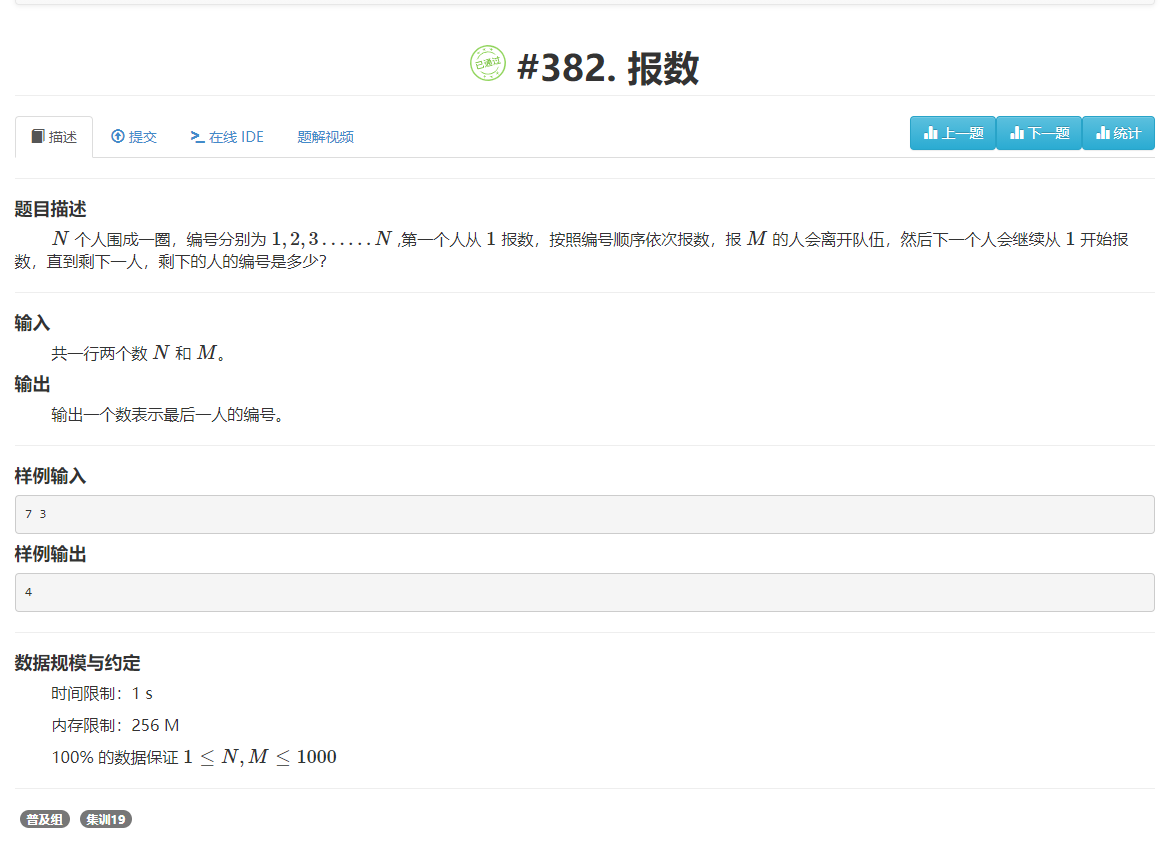 已通过
#382. 报数
描述 提交 在线 IDE 题解视频 上一题 下一题 统计
题目描述
N 个人围成一圈，编号分别为 1, 2, 3 . . . . . . N ,第一个人从 1 报数，按照编号顺序依次报数，报 M 的人会离开队伍，然后下一个人会继续从 1 开始报
数，直到剩下一人，剩下的人的编号是多少？
输入
共一行两个数 N 和 M。
输出
输出一个数表示最后一人的编号。
样例输入
7 3
样例输出
4
数据规模与约定
时间限制：1 s
内存限制：256 M
100% 的数据保证 1 ≤ N, M ≤ 1000
普及组 集训19